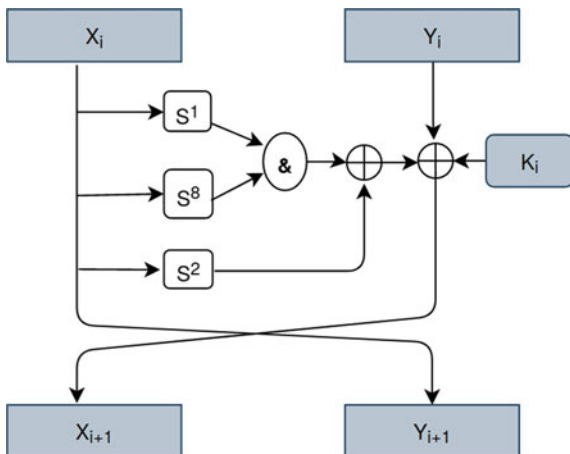 Xᵢ
Yᵢ
S¹
&
Kᵢ
S⁸
S²
Xᵢ₊₁
Yᵢ₊₁